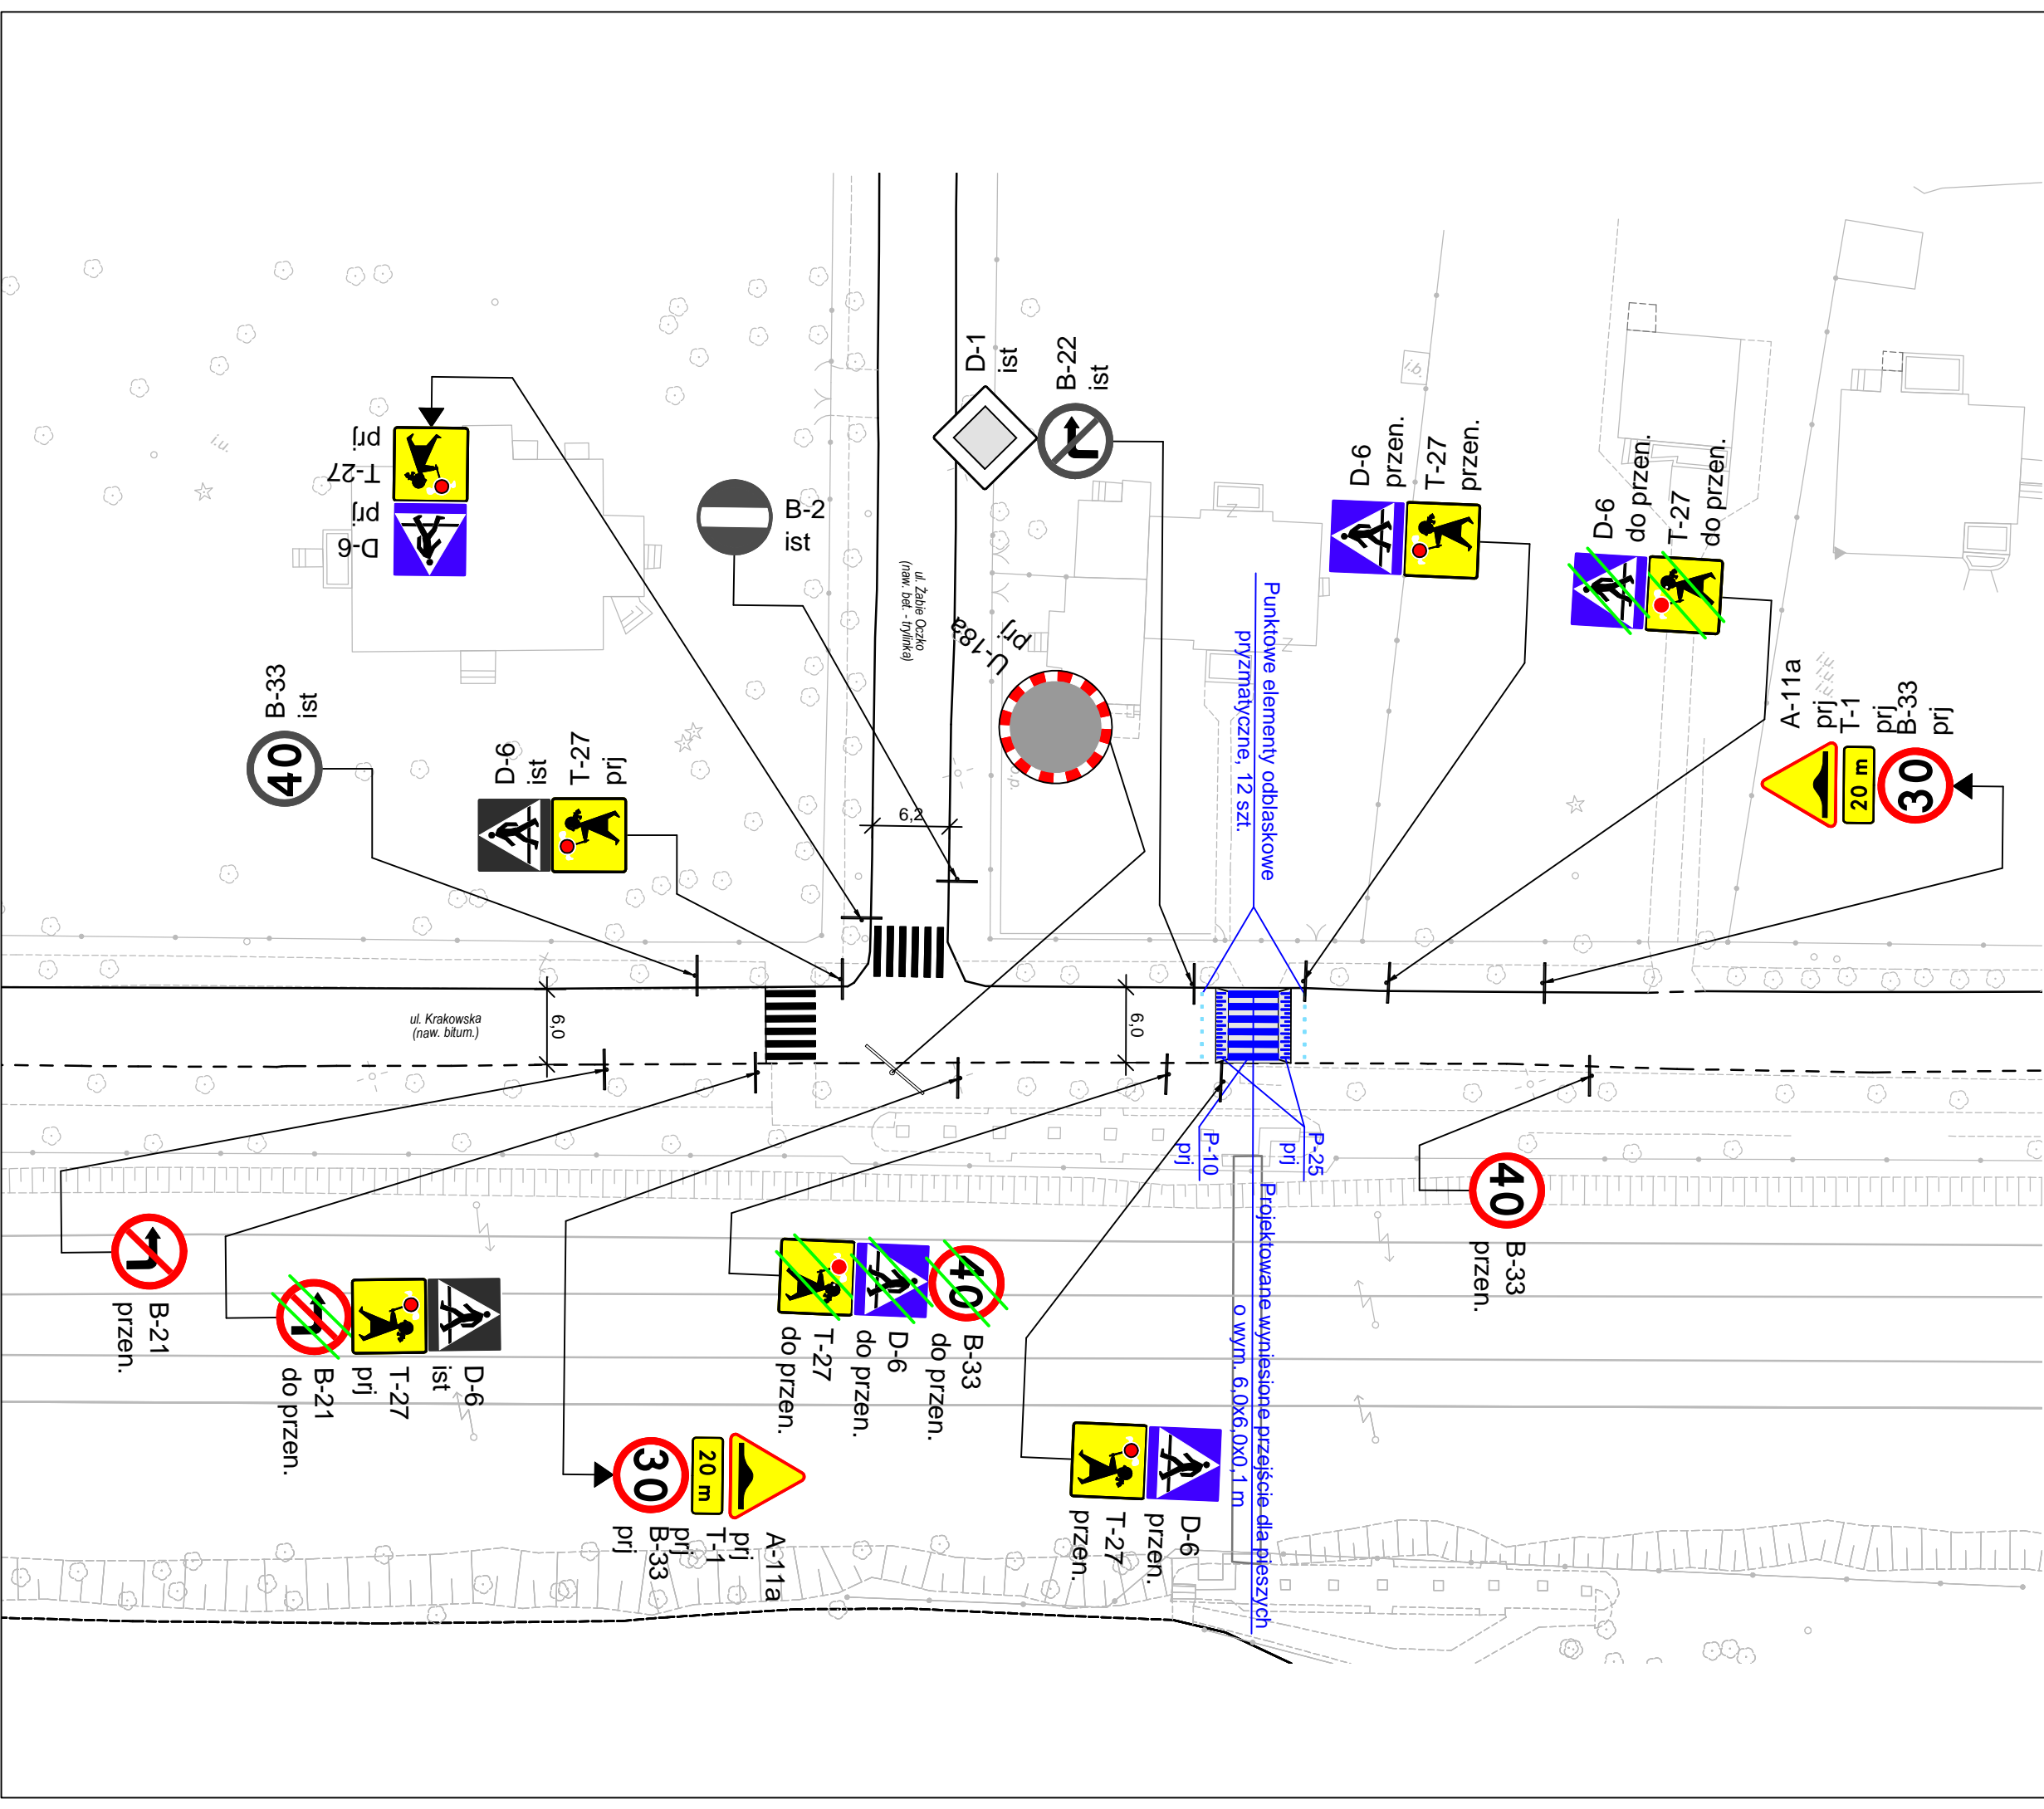 D-1
ist
B-22
ist
D-6
przen.
T-27
przen.
D-6
do przen.
T-27
do przen.
i.b.
T-27
prj
D-6
prj
i.u.
B-2
ist
ul. Żabie Oczko
(naw. bet. - trylinka)
U-18a
prj
Punktowe elementy odblaskowe
pryzmatyczne, 12 szt.
Z
Z
A-11a
prj
T-1
prj
B-33
prj
20 m
30
i.u.
i.u.
B-33
ist
40
D-6
ist
T-27
prj
6,2
ul. Krakowska
(naw. bitum.)
6,0
6,0
P-10
prj
P-25
prj
Projektowane wyniesione przejście dla pieszych
o wym. 6,0x6,0x0,1 m
40
B-33
przen.
B-21
przen.
D-6
ist
T-27
prj
B-21
do przen.
40
B-33
do przen.
D-6
do przen.
T-27
do przen.
30
20 m
A-11a
prj
T-1
prj
B-33
prj
D-6
przen.
T-27
przen.